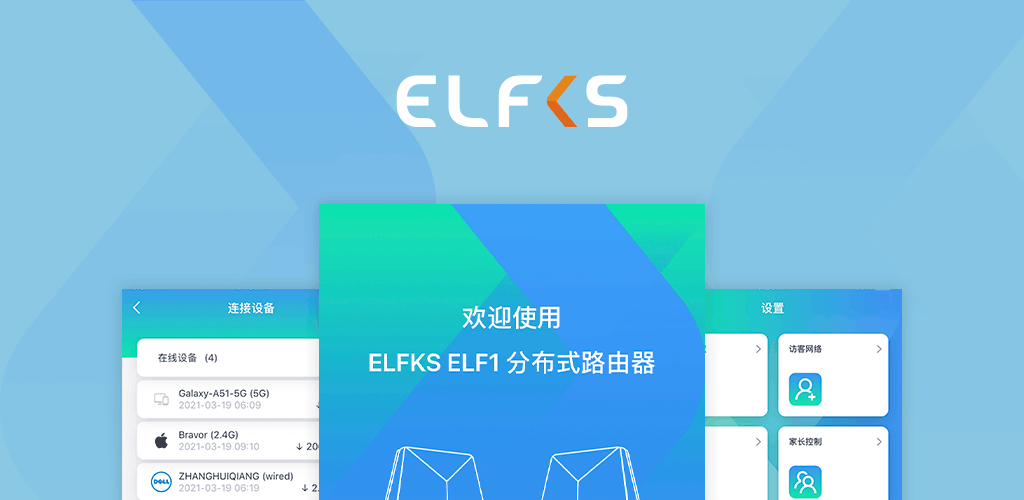 ELFKS
连接设备
在线设备 (4)
Galaxy-A51-5G (5G)
2021-03-19 06:09
Bravor (2.4G)
2021-03-19 09:10
DELL
ZHANGHUIQIANG (wired)
2021-03-19 06:19
欢迎使用
ELFKS ELF1 分布式路由器
设置
访客网络
家长控制